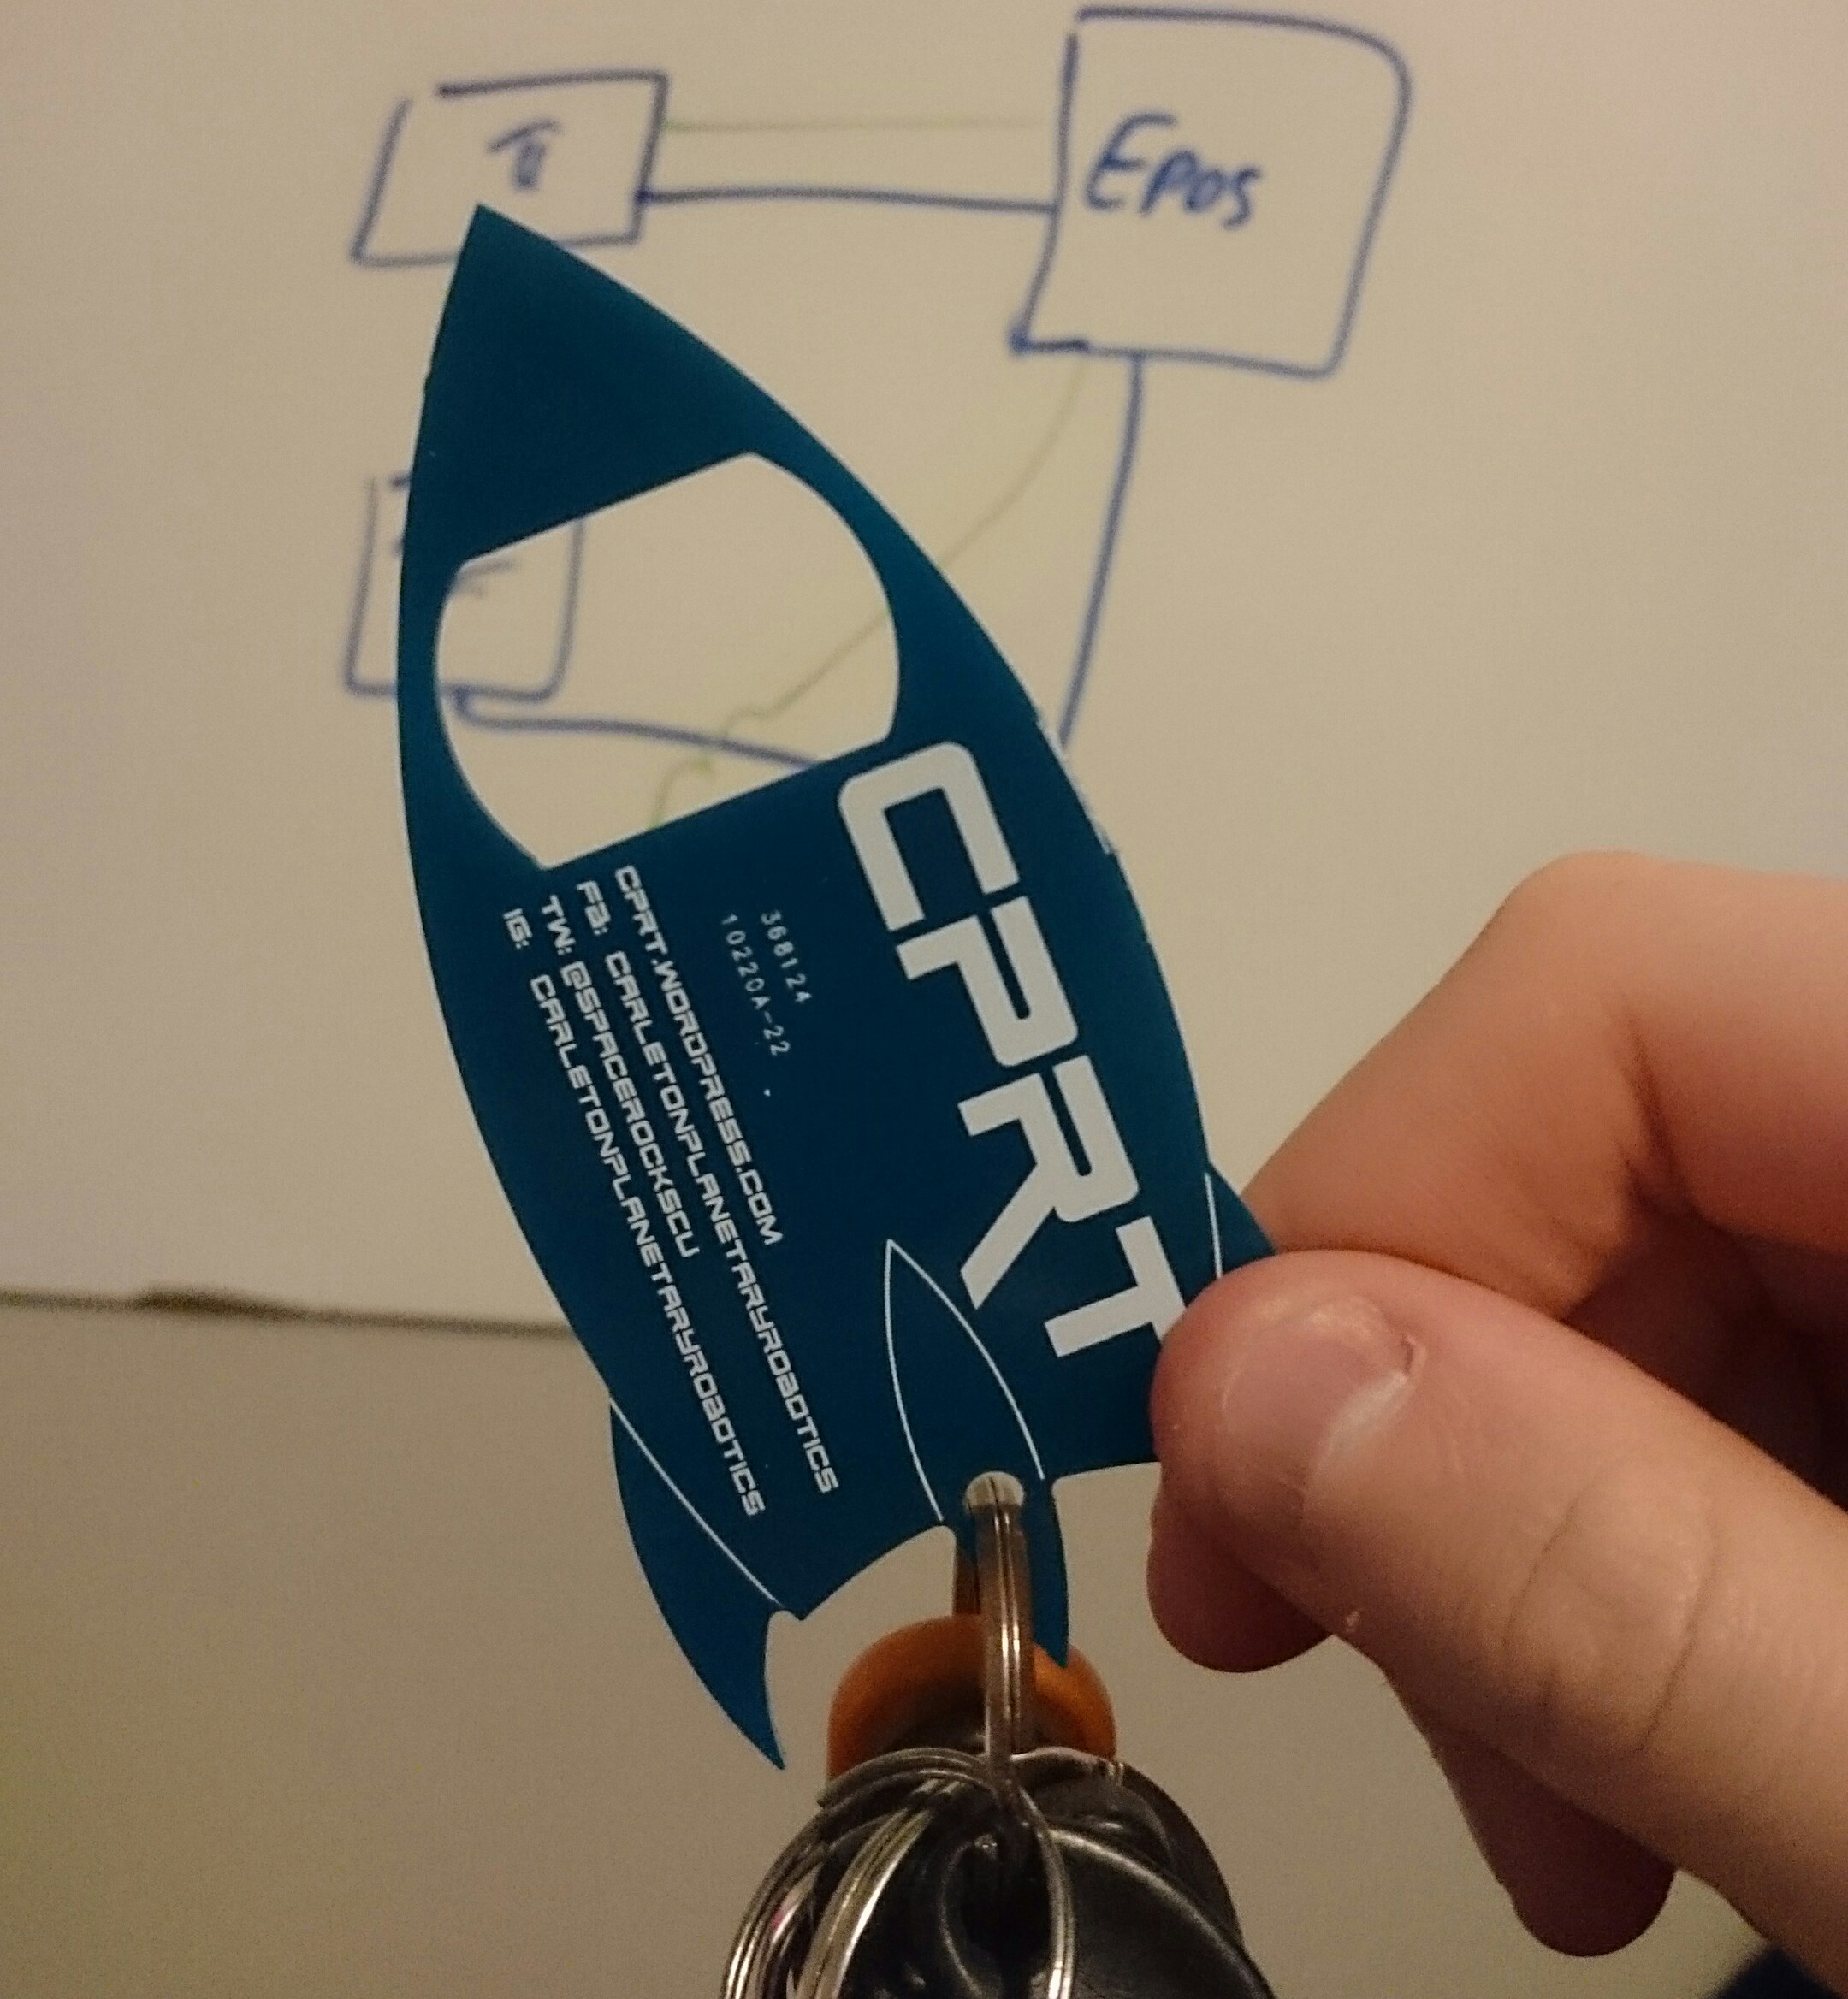 Epos
CPRT
368124
10220A-22
CPRT.WORDPRESS.COM
FB: CARLETONPLANETARYROBOTICS
TW: @SPACEROCKSCU
IG: CARLETONPLANETARYROBOTICS